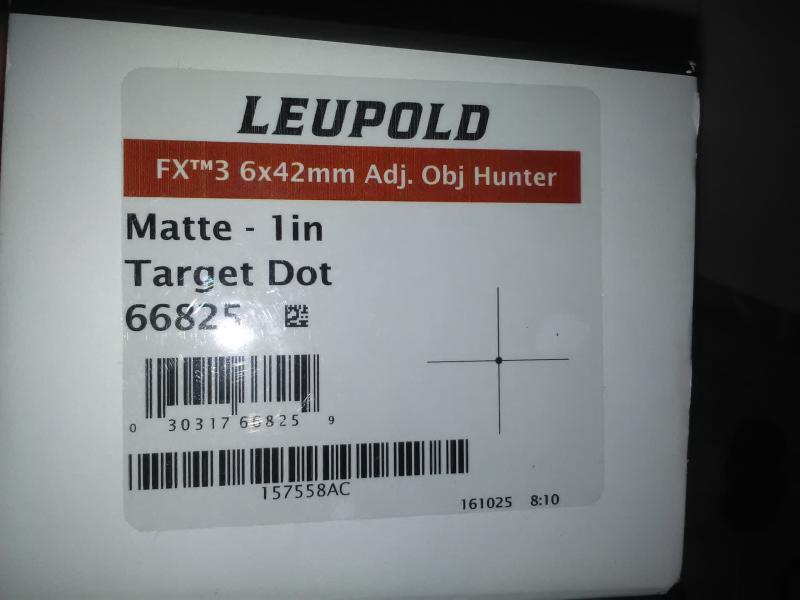 LEUPOLD
FX™3 6x42mm Adj. Obj Hunter
Matte - 1in
Target Dot
66825
0 30317 66825 9
157558AC
161025 8:10